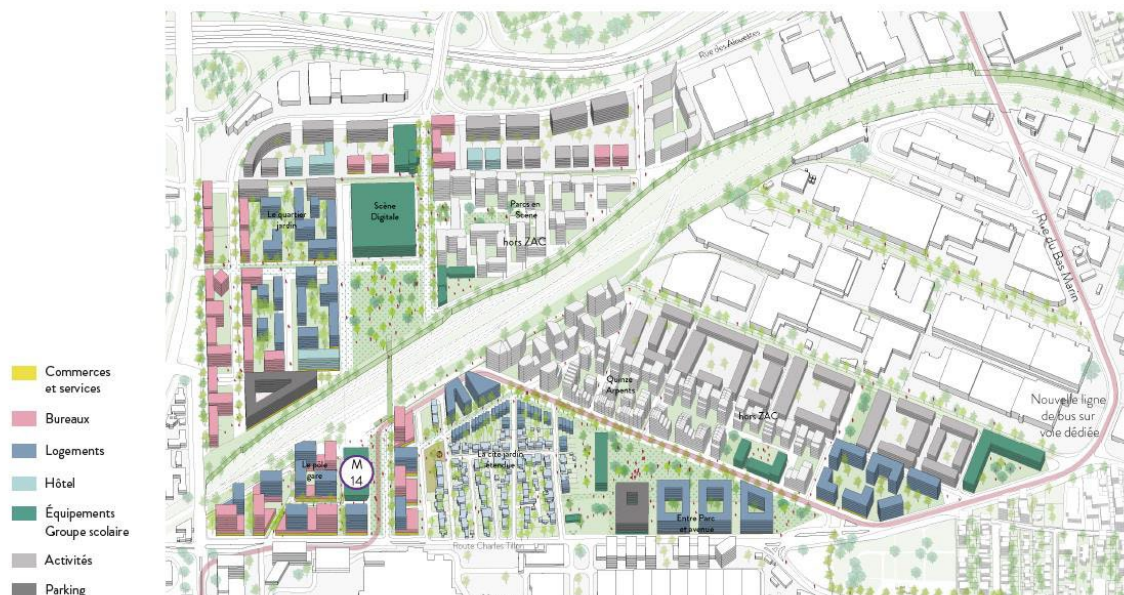 Rue des Alouettes
Le quartier
jardin
Scène
Digitale
Parcs en
Scène
hors ZAC
Rue du Bas Marin
Quinze
Arpents
hors ZAC
Nouvelle ligne
de bus sur
voie dédiée
Le pôle
gare
M
14
La cité jardin
étendue
Entre Parc
et avenue
Route Charles Tillon
Commerces
et services
Bureaux
Logements
Hôtel
Équipements
Groupe scolaire
Activités
Parking